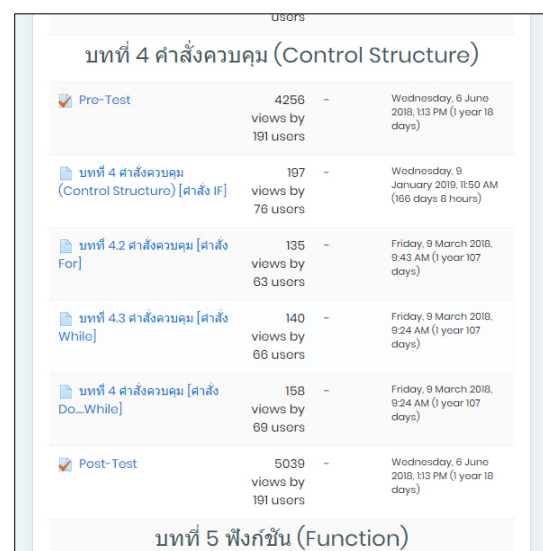 users
บทที่ 4 คำสั่งควบคุม (Control Structure)
Pre-Test
4256
views by
191 users
-
Wednesday, 6 June
2018, 1:13 PM (1 year 18
days)
บทที่ 4 คำสั่งควบคุม
(Control Structure) [คำสั่ง IF]
197
views by
76 users
-
Wednesday, 9
January 2019, 11:50 AM
(166 days 8 hours)
บทที่ 4.2 คำสั่งควบคุม [คำสั่ง
For]
135
views by
63 users
-
Friday, 9 March 2018,
9:43 AM (1 year 107
days)
บทที่ 4.3 คำสั่งควบคุม [คำสั่ง
While]
140
views by
66 users
-
Friday, 9 March 2018,
9:24 AM (1 year 107
days)
บทที่ 4 คำสั่งควบคุม [คำสั่ง
Do....While]
158
views by
69 users
-
Friday, 9 March 2018,
9:24 AM (1 year 107
days)
Post-Test
5039
views by
191 users
-
Wednesday, 6 June
2018, 1:13 PM (1 year 18
days)
บทที่ 5 ฟังก์ชัน (Function)